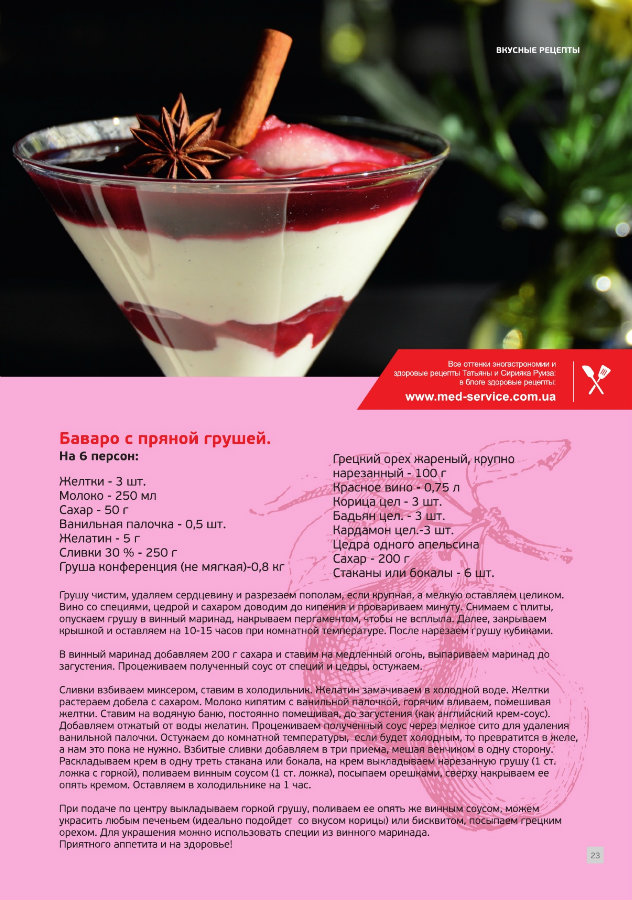 ВКУСНЫЕ РЕЦЕПТЫ
Все оттенки эногастрономии и
здоровые рецепты Татьяны и Сирияка Руиза:
в блоге здоровые рецепты:
www.med-service.com.ua
Баваро с пряной грушей.
На 6 персон:
Желтки - 3 шт.
Молоко - 250 мл
Сахар - 50 г
Ванильная палочка - 0,5 шт.
Желатин - 5 г
Сливки 30 % - 250 г
Груша конференция (не мягкая)-0,8 кг
Грецкий орех жареный, крупно
нарезанный - 100 г
Красное вино - 0,75 л
Корица цел - 3 шт.
Бадьян цел. - 3 шт.
Кардамон цел.-3 шт.
Цедра одного апельсина
Сахар - 200 г
Стаканы или бокалы - 6 шт.
Грушу чистим, удаляем сердцевину и разрезаем пополам, если крупная, а мелкую оставляем целиком.
Вино со специями, цедрой и сахаром доводим до кипения и провариваем минуту. Снимаем с плиты,
опускаем грушу в винный маринад, накрываем пергаментом, чтобы не всплыла. Далее, закрываем
крышкой и оставляем на 10-15 часов при комнатной температуре. После нарезаем грушу кубиками.
В винный маринад добавляем 200 г сахара и ставим на медленный огонь, выпариваем маринад до
загустения. Процеживаем полученный соус от специй и цедры, остужаем.
Сливки взбиваем миксером, ставим в холодильник. Желатин замачиваем в холодной воде. Желтки
растераем добела с сахаром. Молоко кипятим с ванильной палочкой, горячим вливаем, помешивая
желтки. Ставим на водяную баню, постоянно помешивая, до загустения (как английский крем-соус).
Добавляем отжатый от воды желатин. Процеживаем полученный соус через мелкое сито для удаления
ванильной палочки. Остужаем до комнатной температуры, если будет холодным, то превратится в желе,
а нам это пока не нужно. Взбитые сливки добавляем в три приема, мешая венчиком в одну сторону.
Раскладываем крем в одну треть стакана или бокала, на крем выкладываем нарезанную грушу (1 ст.
ложка с горкой), поливаем винным соусом (1 ст. ложка), посыпаем орешками, сверху накрываем ее
опять кремом. Оставляем в холодильнике на 1 час.
При подаче по центру выкладываем горкой грушу, поливаем ее опять же винным соусом, можем
украсить любым печеньем (идеально подойдет со вкусом корицы) или бисквитом, посыпаем грецким
орехом. Для украшения можно использовать специи из винного маринада.
Приятного аппетита и на здоровье!
23